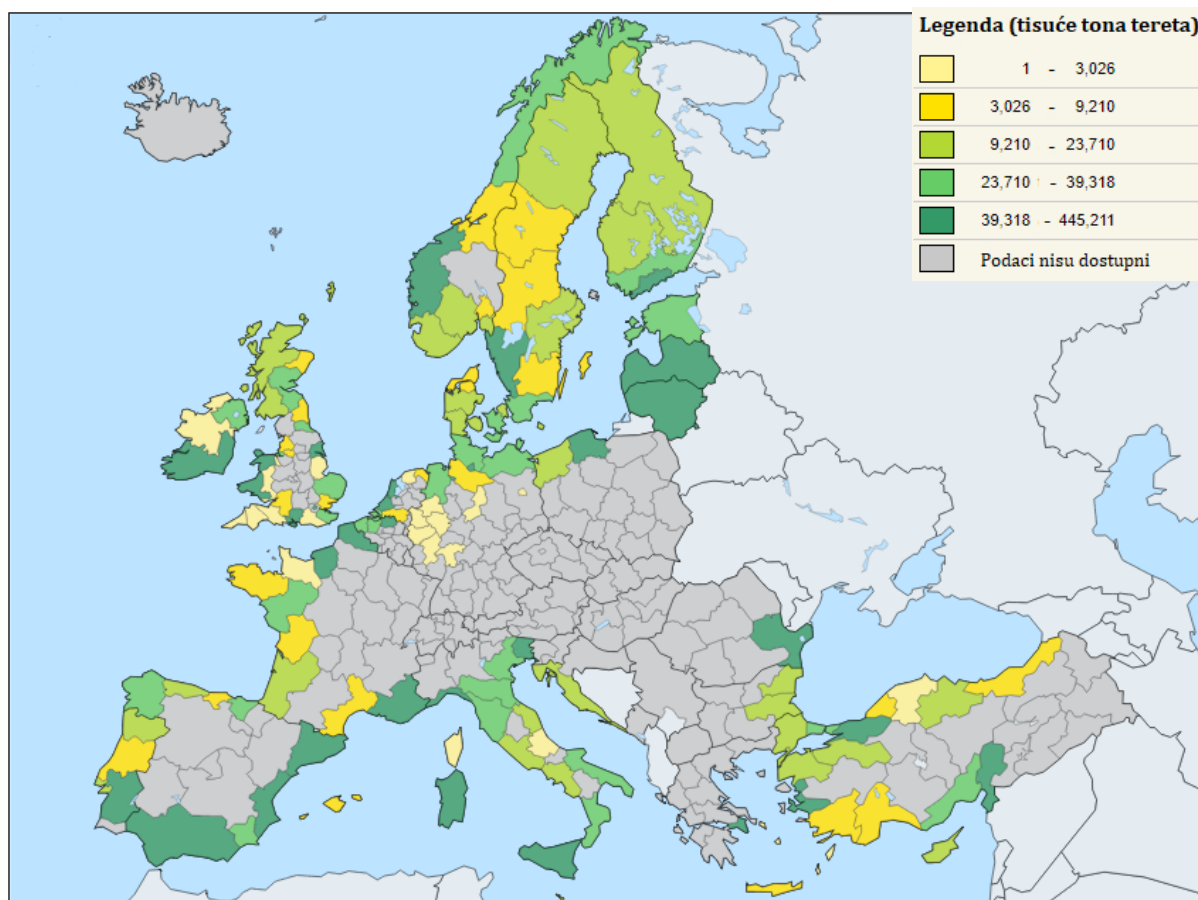 Legenda (tisuće tona tereta)
1 - 3,026
3,026 - 9,210
9,210 - 23,710
23,710 - 39,318
39,318 - 445,211
Podaci nisu dostupni